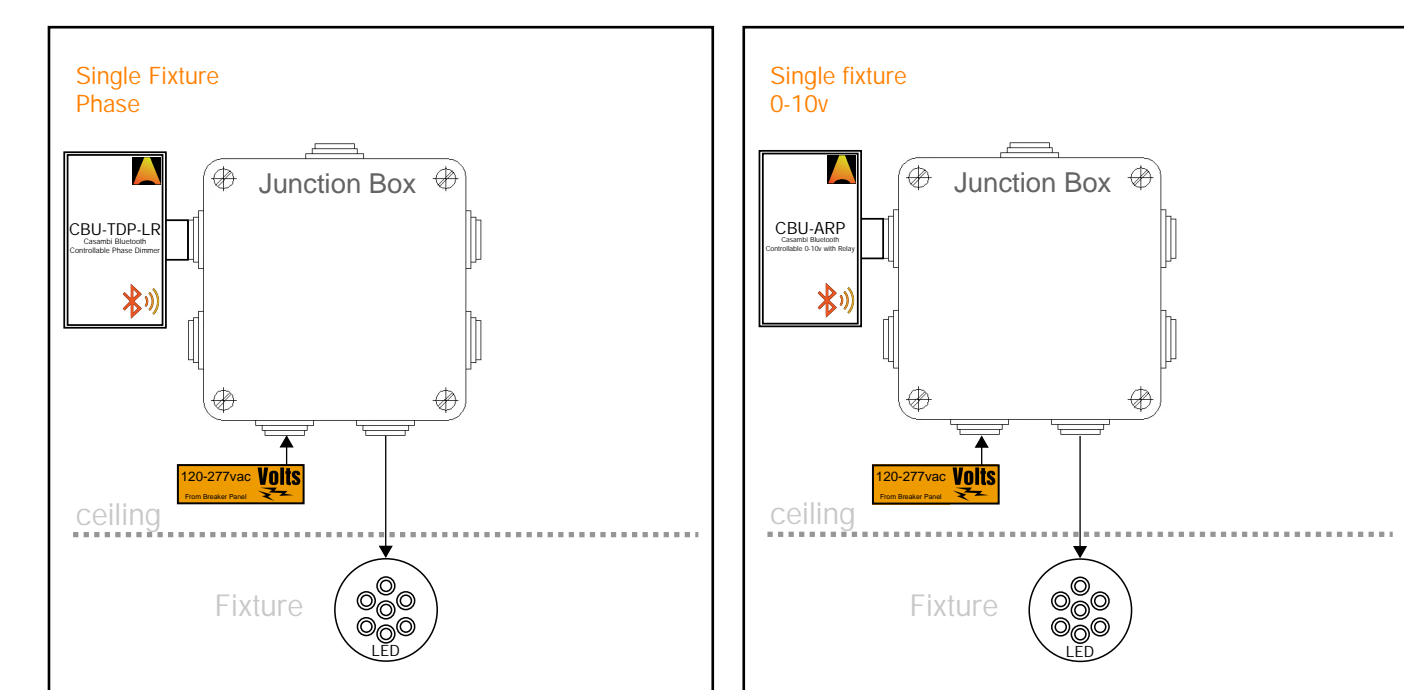 Single Fixture
Phase
Junction Box
CBU-TDP-LR
Casambi Bluetooth
Controllable Phase Dimmer
120-277vac Volts
From Breaker Panel
ceiling
Fixture
LED
Single fixture
0-10v
Junction Box
CBU-ARP
Casambi Bluetooth
Controllable 0-10v with Relay
120-277vac Volts
From Breaker Panel
ceiling
Fixture
LED